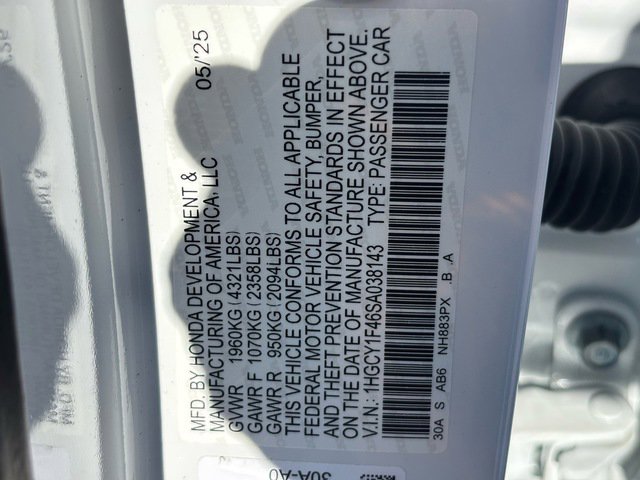 MFD. BY HONDA DEVELOPMENT & 05/'25
MANUFACTURING OF AMERICA, LLC
GVWR 1960KG (4321LBS)
GAWR F 1070KG (2358LBS)
GAWR R 950KG (2094LBS)
THIS VEHICLE CONFORMS TO ALL APPLICABLE
FEDERAL MOTOR VEHICLE SAFETY, BUMPER,
AND THEFT PREVENTION STANDARDS IN EFFECT
ON THE DATE OF MANUFACTURE SHOWN ABOVE.
V.I.N.: 1HGCY1F46SA038143 TYPE: PASSENGER CAR
30A S AB6 NH883PX .B .A
30A-A0